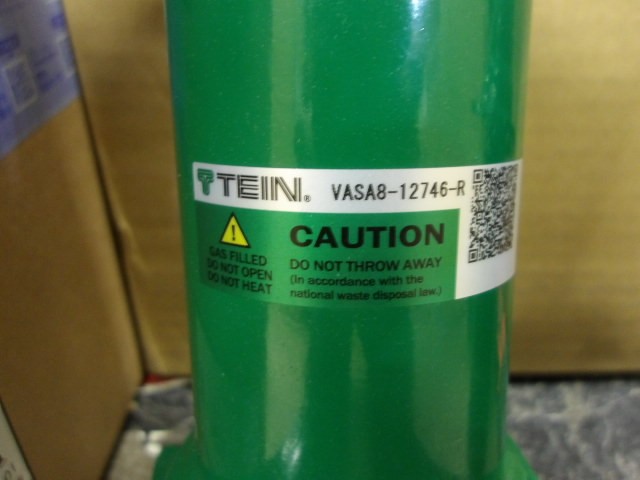 TEIN® VASA8-12746-R
CAUTION
GAS FILLED
DO NOT OPEN
DO NOT HEAT
DO NOT THROW AWAY
(In accordance with the
national waste disposal law.)